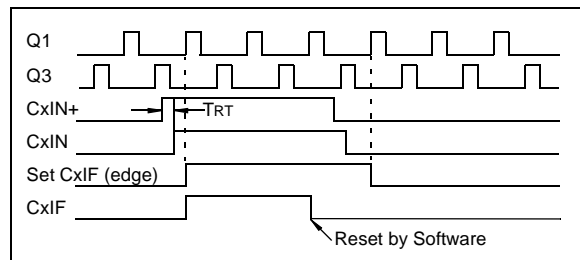 Q1
Q3
CxIN+
TRT
CxIN
Set CxIF (edge)
CxIF
Reset by Software